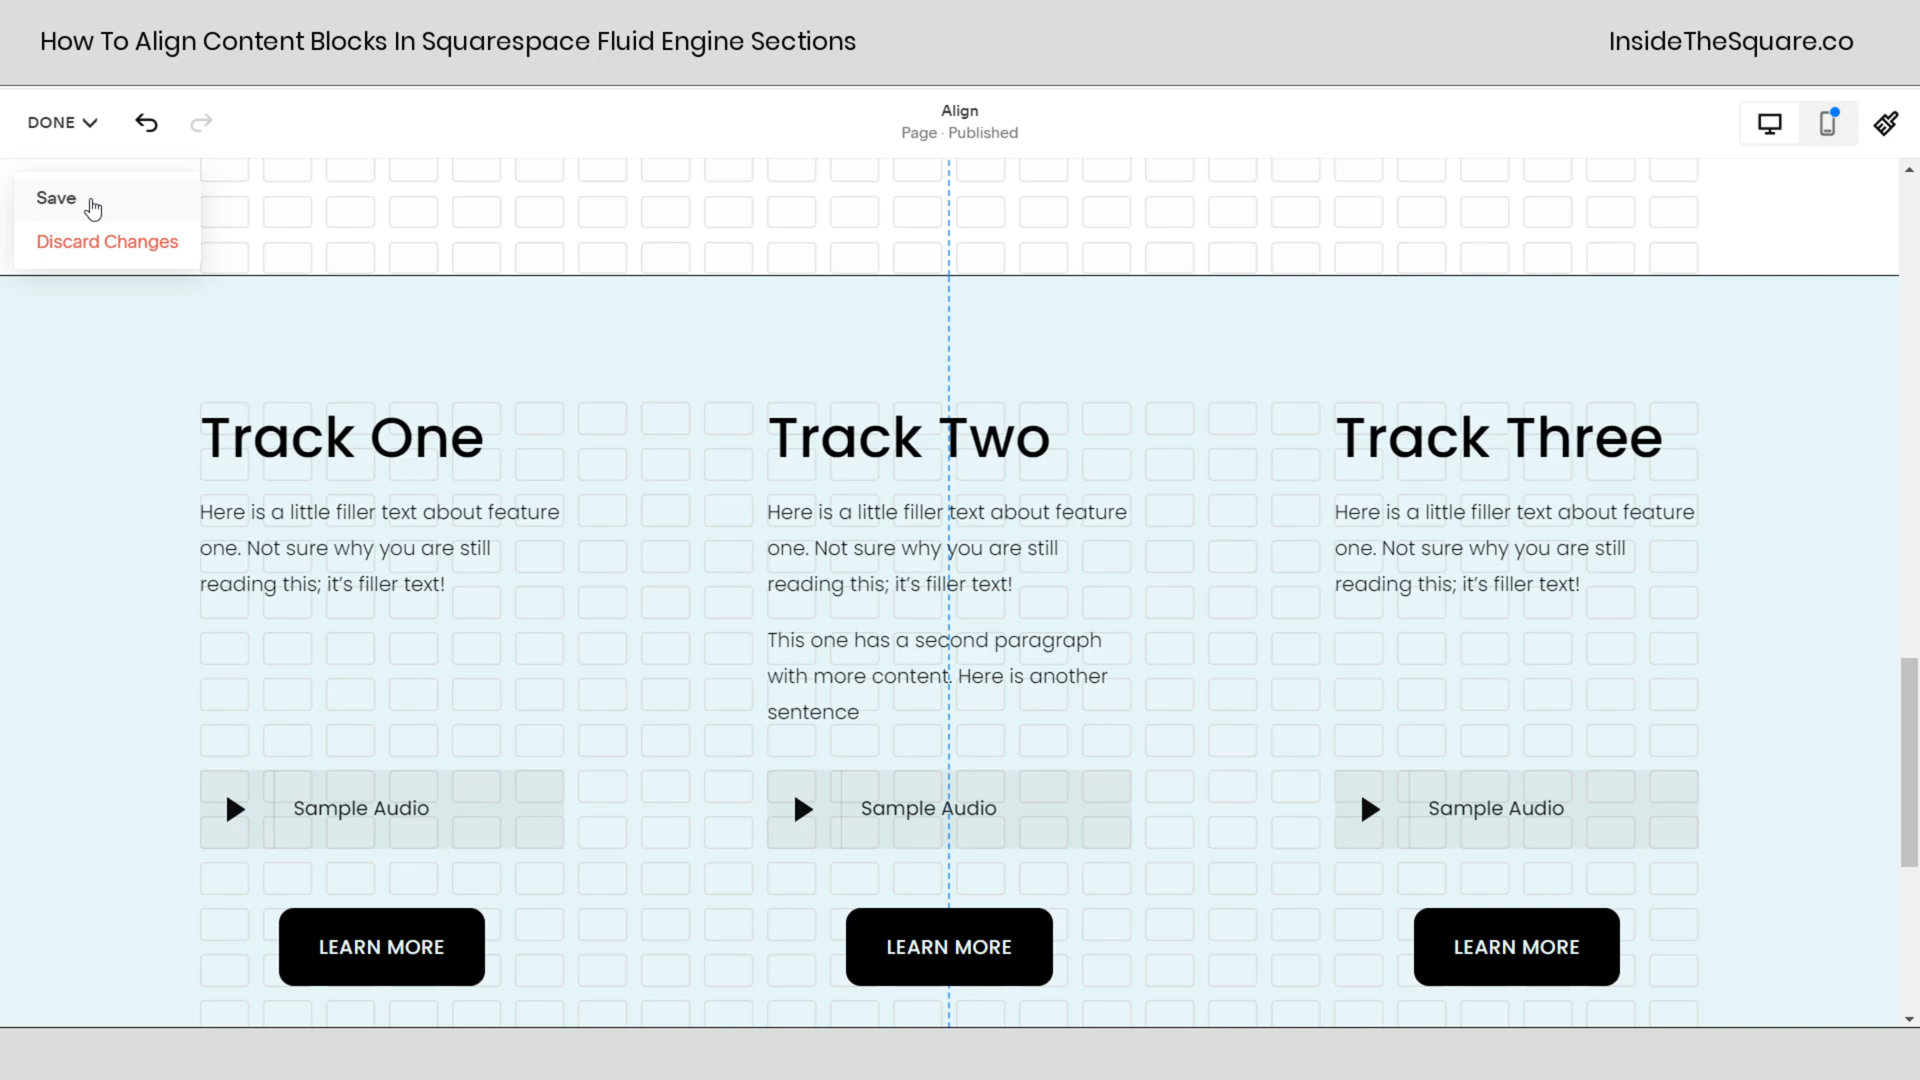 How To Align Content Blocks In Squarespace Fluid Engine Sections
InsideTheSquare.co
DONE
Align
Page · Published
Save
Discard Changes
Track One
Here is a little filler text about feature
one. Not sure why you are still
reading this; it’s filler text!
Sample Audio
LEARN MORE
Track Two
Here is a little filler text about feature
one. Not sure why you are still
reading this; it’s filler text!
This one has a second paragraph
with more content. Here is another
sentence
Sample Audio
LEARN MORE
Track Three
Here is a little filler text about feature
one. Not sure why you are still
reading this; it’s filler text!
Sample Audio
LEARN MORE